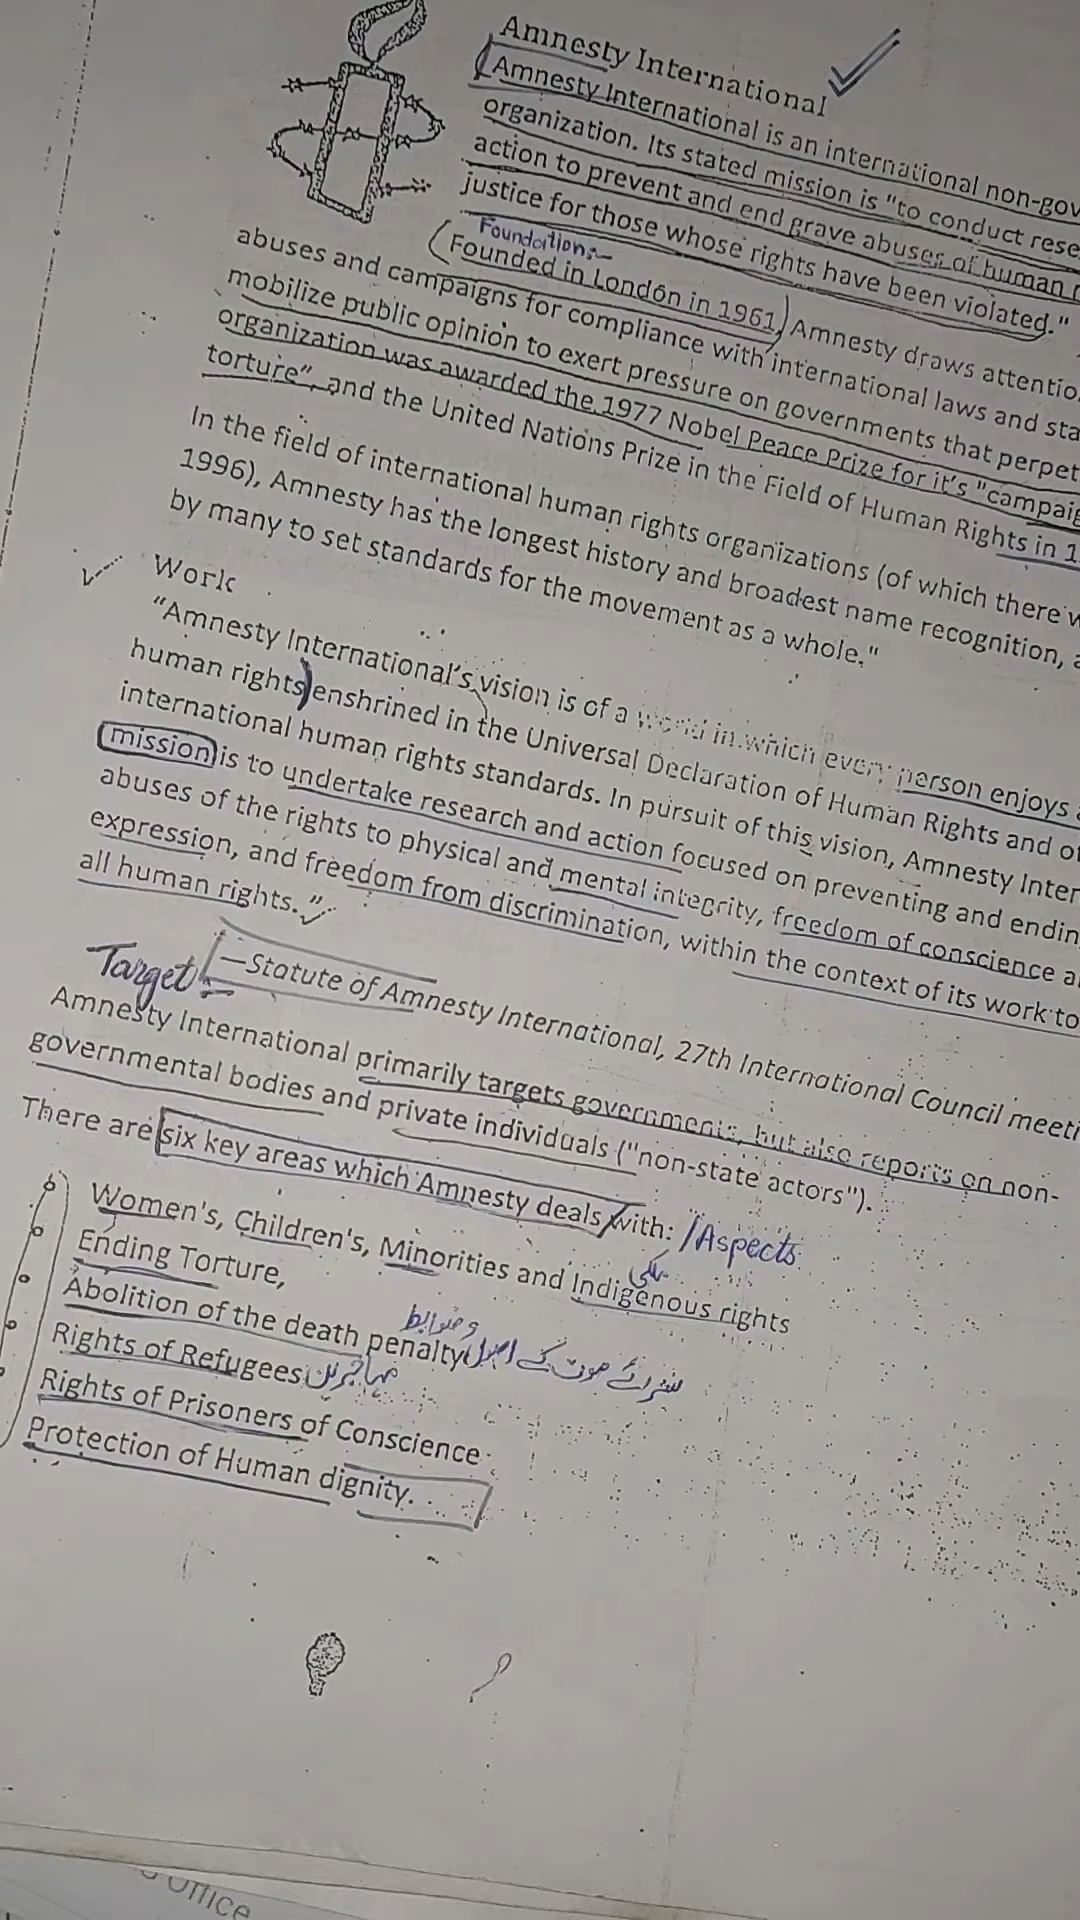 Amnesty International
Amnesty International is an international non-gov
organization. Its stated mission is "to conduct rese
action to prevent and end grave abuses of human
justice for those whose rights have been violated."
Foundation:-
Founded in London in 1961, Amnesty draws attentio
abuses and campaigns for compliance with international laws and sta
mobilize public opinion to exert pressure on governments that perpet
organization was awarded the 1977 Nobel Peace Prize for it's "campaig
torture", and the United Nations Prize in the Field of Human Rights in 1
In the field of international human rights organizations (of which there w
1996), Amnesty has the longest history and broadest name recognition, a
by many to set standards for the movement as a whole."
Work
"Amnesty International's vision is of a world in which every person enjoys a
human rights enshrined in the Universal Declaration of Human Rights and ot
international human rights standards. In pursuit of this vision, Amnesty Inter
mission is to undertake research and action focused on preventing and endin
abuses of the rights to physical and mental integrity, freedom of conscience a
expression, and freedom from discrimination, within the context of its work to
all human rights."
—Statute of Amnesty International, 27th International Council meeti
Target:-
Amnesty International primarily targets governments, but also reports on non-
governmental bodies and private individuals ("non-state actors").
There are six key areas which Amnesty deals with: /Aspects
Women's, Children's, Minorities and Indigenous rights
Ending Torture,
Abolition of the death penalty سزائے موت کے اصول و ضوابط
Rights of Refugees مہاجرین
Rights of Prisoners of Conscience
Protection of Human dignity.
Office